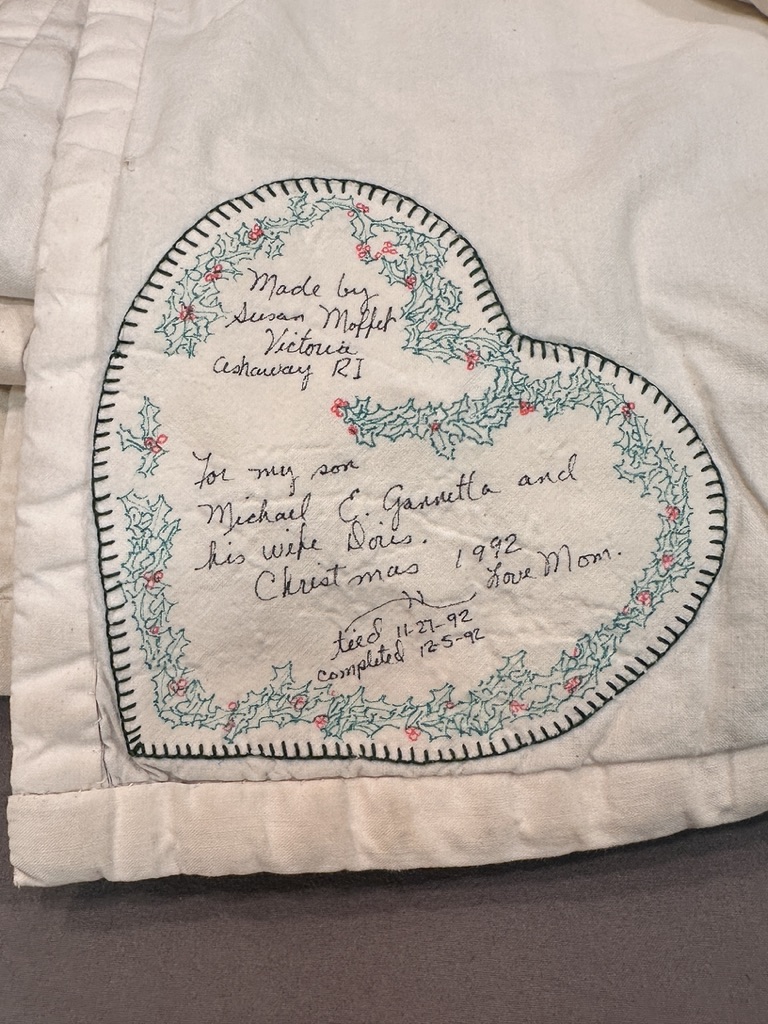 Made by
Susan Moffet
Victoria
Ashaway RI
For my son
Michael E. Gannetta and
his wife Doris.
Christmas 1992
Love Mom.
tied 11-27-92
completed 12-5-92